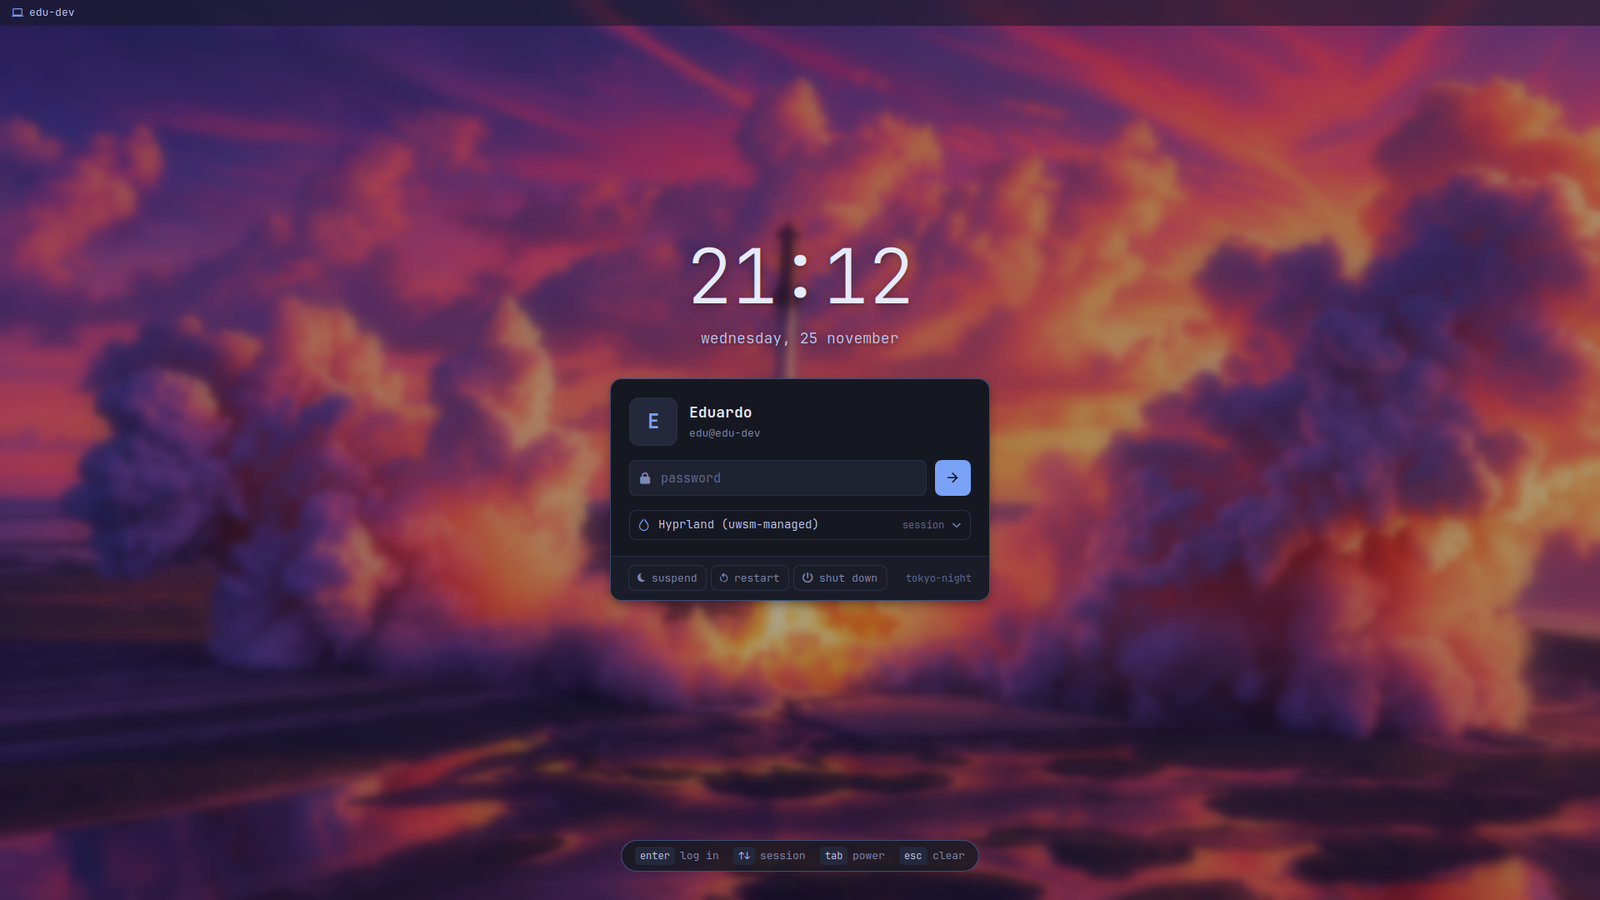 edu-dev
21:12
wednesday, 25 november
E
Eduardo
edu@edu-dev
password
Hyprland (uwsm-managed) session
suspend restart shut down tokyo-night
enter log in ↑↓ session tab power esc clear